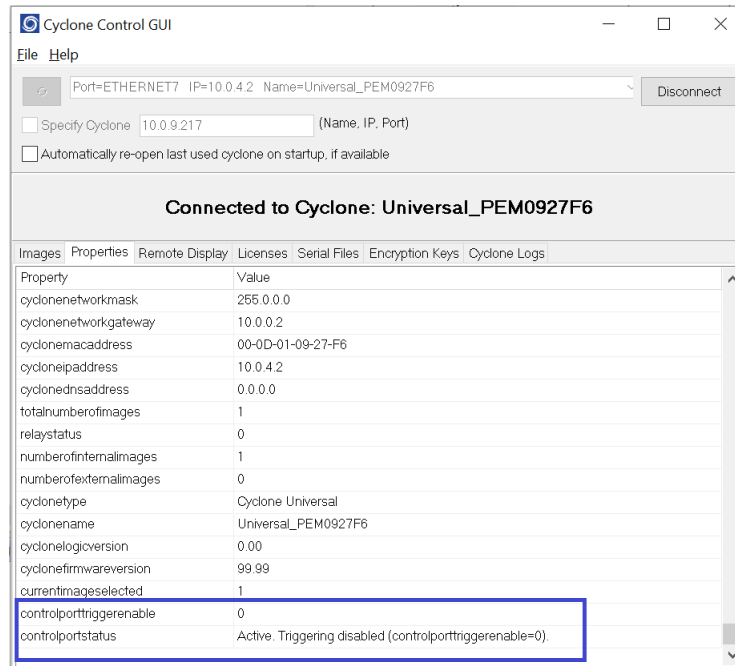 Cyclone Control GUI
File Help
Port=ETHERNET7 IP=10.0.4.2 Name=Universal_PEM0927F6
Disconnect
Specify Cyclone 10.0.9.217 (Name, IP, Port)
Automatically re-open last used cyclone on startup, if available
Connected to Cyclone: Universal_PEM0927F6
Images Properties Remote Display Licenses Serial Files Encryption Keys Cyclone Logs
Property Value
cyclonenetworkmask 255.0.0.0
cyclonenetworkgateway 10.0.0.2
cyclonemacaddress 00-0D-01-09-27-F6
cycloneipaddress 10.0.4.2
cyclonednsaddress 0.0.0.0
totalnumberofimages 1
relaystatus 0
numberofinternalimages 1
numberofexternalimages 0
cyclonetype Cyclone Universal
cyclonename Universal_PEM0927F6
cyclonelogicversion 0.00
cyclonefirmwareversion 99.99
currentimageselected 1
controlporttriggerenable 0
controlportstatus Active. Triggering disabled (controlporttriggerenable=0).